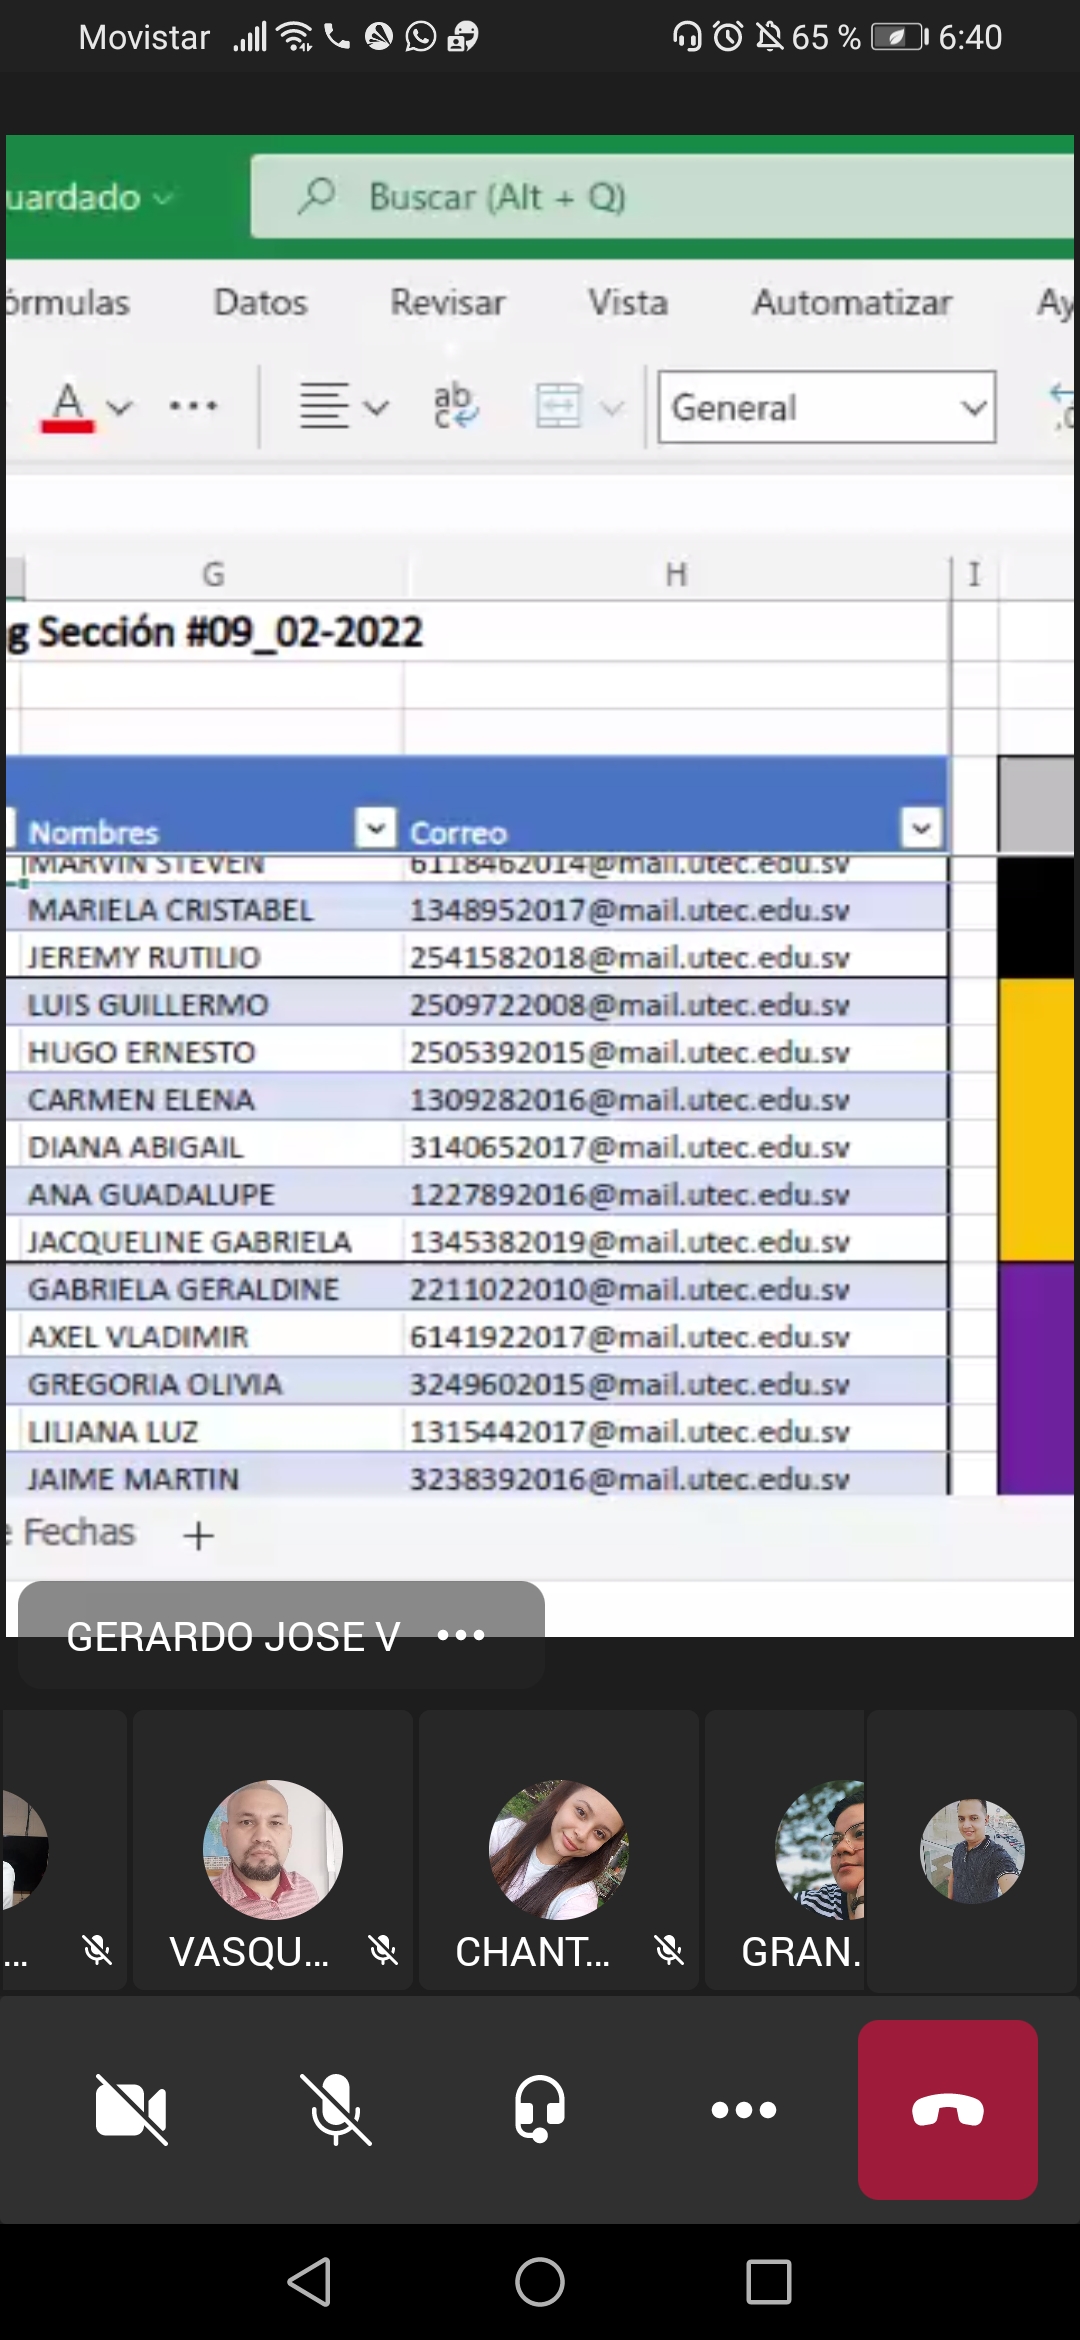 Movistar 65 % 6:40
uardado Buscar (Alt + Q)
órmulas Datos Revisar Vista Automatizar Ay
A ab c General
G H I
g Sección #09_02-2022
Nombres Correo
MARVIN STEVEN 6118462014@mail.utec.edu.sv
MARIELA CRISTABEL 1348952017@mail.utec.edu.sv
JEREMY RUTILIO 2541582018@mail.utec.edu.sv
LUIS GUILLERMO 2509722008@mail.utec.edu.sv
HUGO ERNESTO 2505392015@mail.utec.edu.sv
CARMEN ELENA 1309282016@mail.utec.edu.sv
DIANA ABIGAIL 3140652017@mail.utec.edu.sv
ANA GUADALUPE 1227892016@mail.utec.edu.sv
JACQUELINE GABRIELA 1345382019@mail.utec.edu.sv
GABRIELA GERALDINE 2211022010@mail.utec.edu.sv
AXEL VLADIMIR 6141922017@mail.utec.edu.sv
GREGORIA OLIVIA 3249602015@mail.utec.edu.sv
LILIANA LUZ 1315442017@mail.utec.edu.sv
JAIME MARTIN 3238392016@mail.utec.edu.sv
e Fechas +
GERARDO JOSE V
... VASQU... CHANT... GRAN.